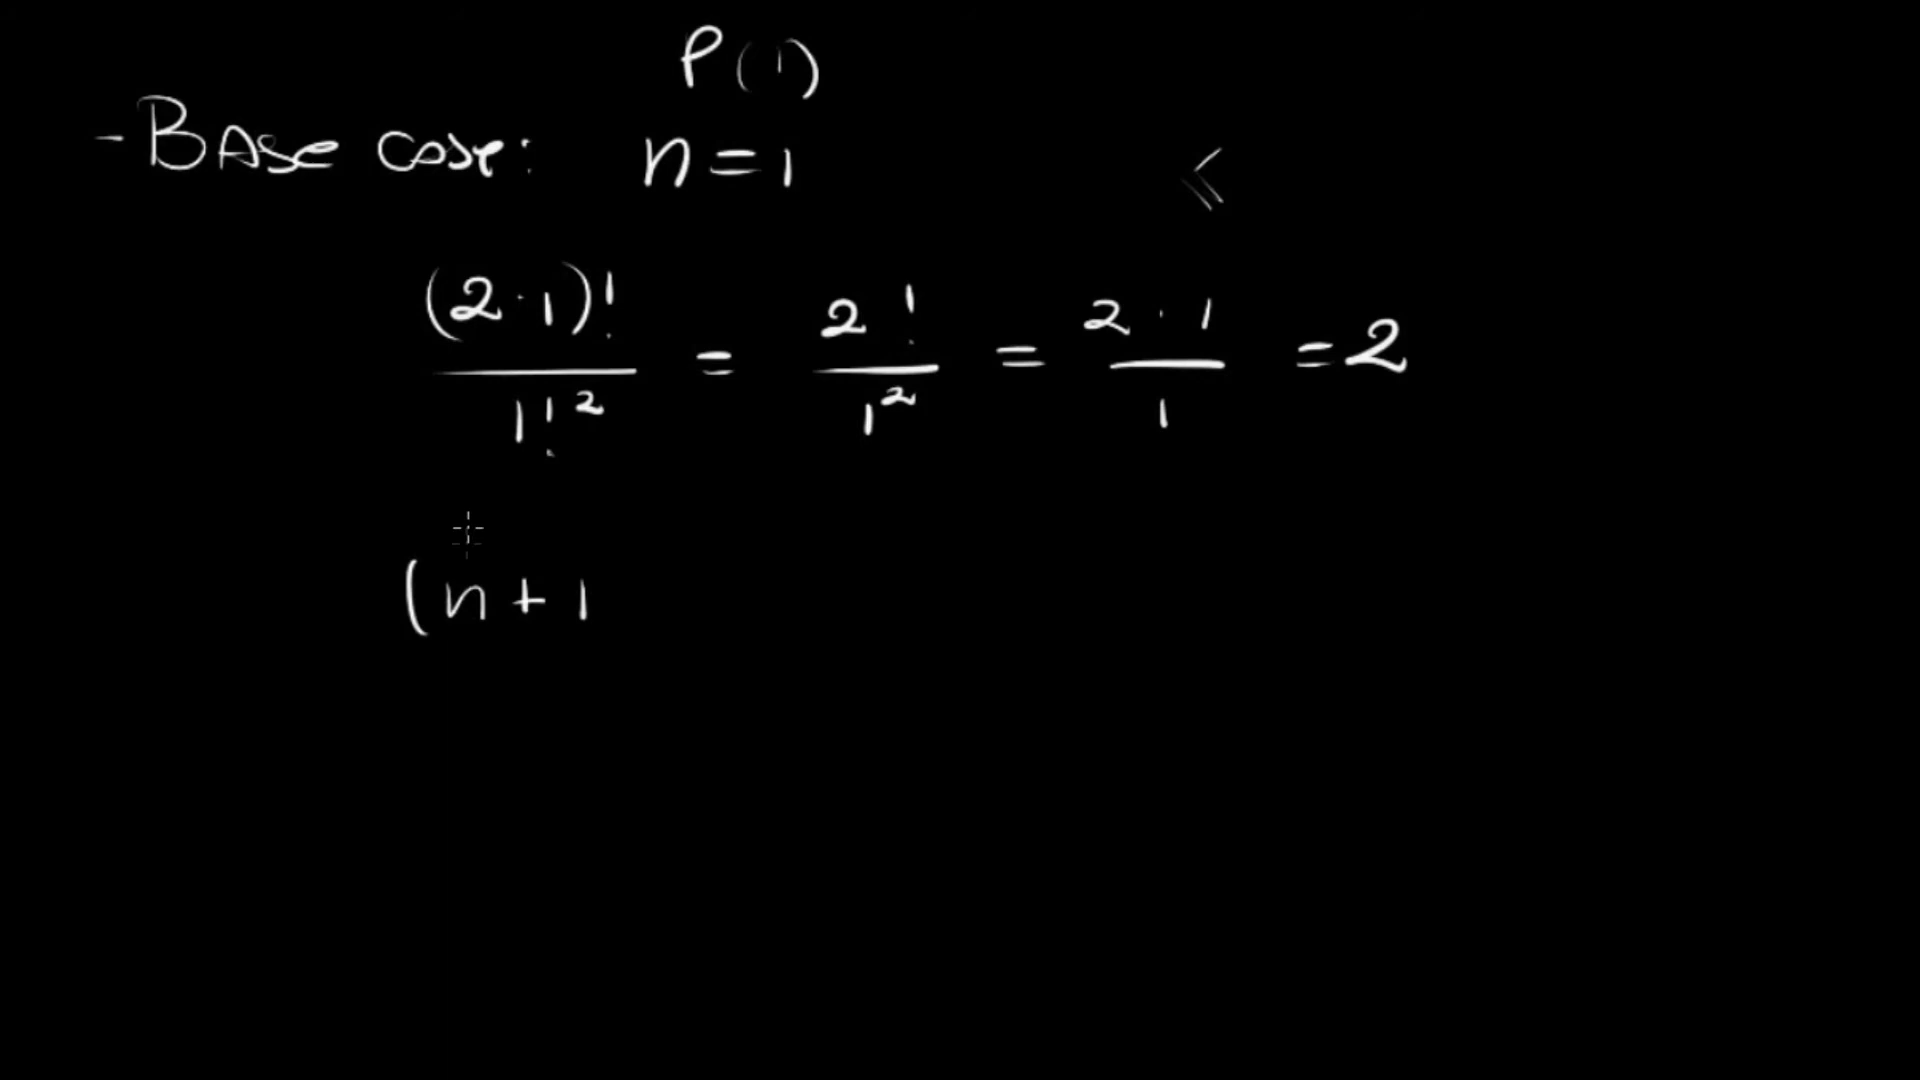 P(1)
- BAse case: n = 1
⩽
(2·1)! / 1!² = 2! / 1² = 2·1 / 1 = 2
(n + 1